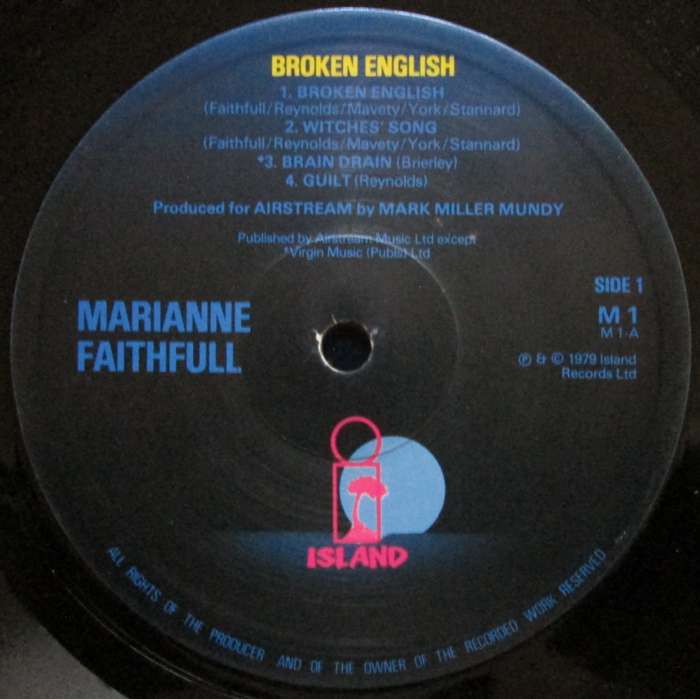 BROKEN ENGLISH
1. BROKEN ENGLISH
(Faithfull/Reynolds/Mavety/York/Stannard)
2. WITCHES' SONG
(Faithfull/Reynolds/Mavety/York/Stannard)
*3. BRAIN DRAIN (Brierley)
4. GUILT (Reynolds)
Produced for AIRSTREAM by MARK MILLER MUNDY
Published by Airstream Music Ltd except
*Virgin Music (Publs) Ltd
MARIANNE
FAITHFULL
SIDE 1
M 1
M 1-A
℗ & © 1979 Island
Records Ltd
ISLAND
ALL RIGHTS OF THE PRODUCER AND OF THE OWNER OF THE RECORDED WORK RESERVED